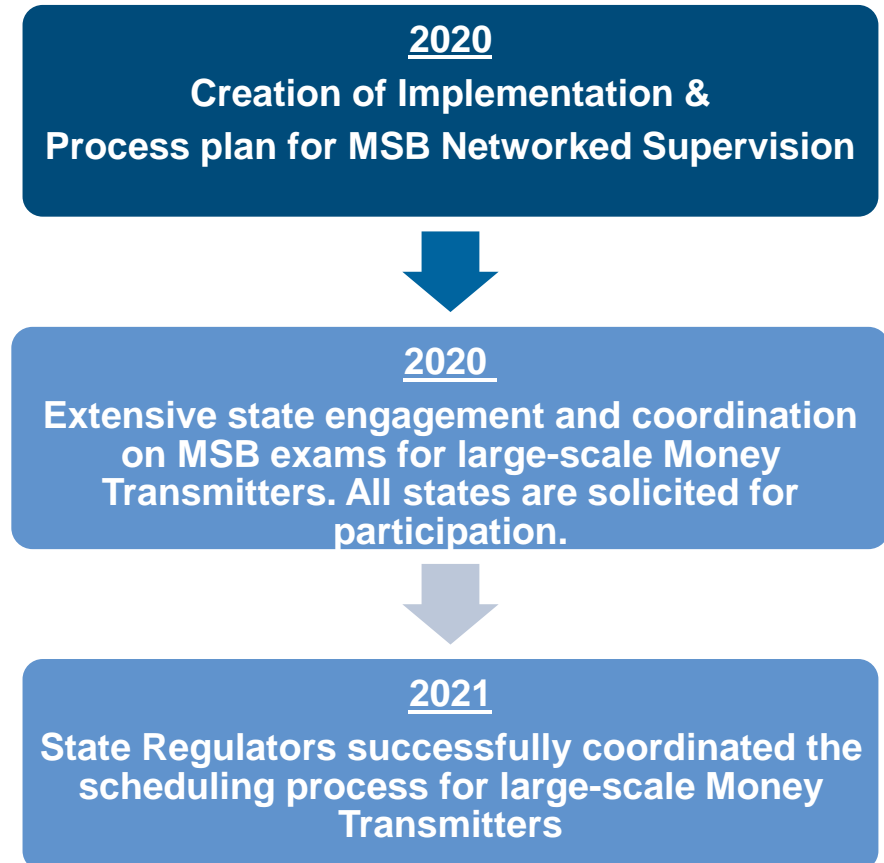 2020
Creation of Implementation &
Process plan for MSB Networked Supervision
2020
Extensive state engagement and coordination
on MSB exams for large-scale Money
Transmitters. All states are solicited for
participation.
2021
State Regulators successfully coordinated the
scheduling process for large-scale Money
Transmitters